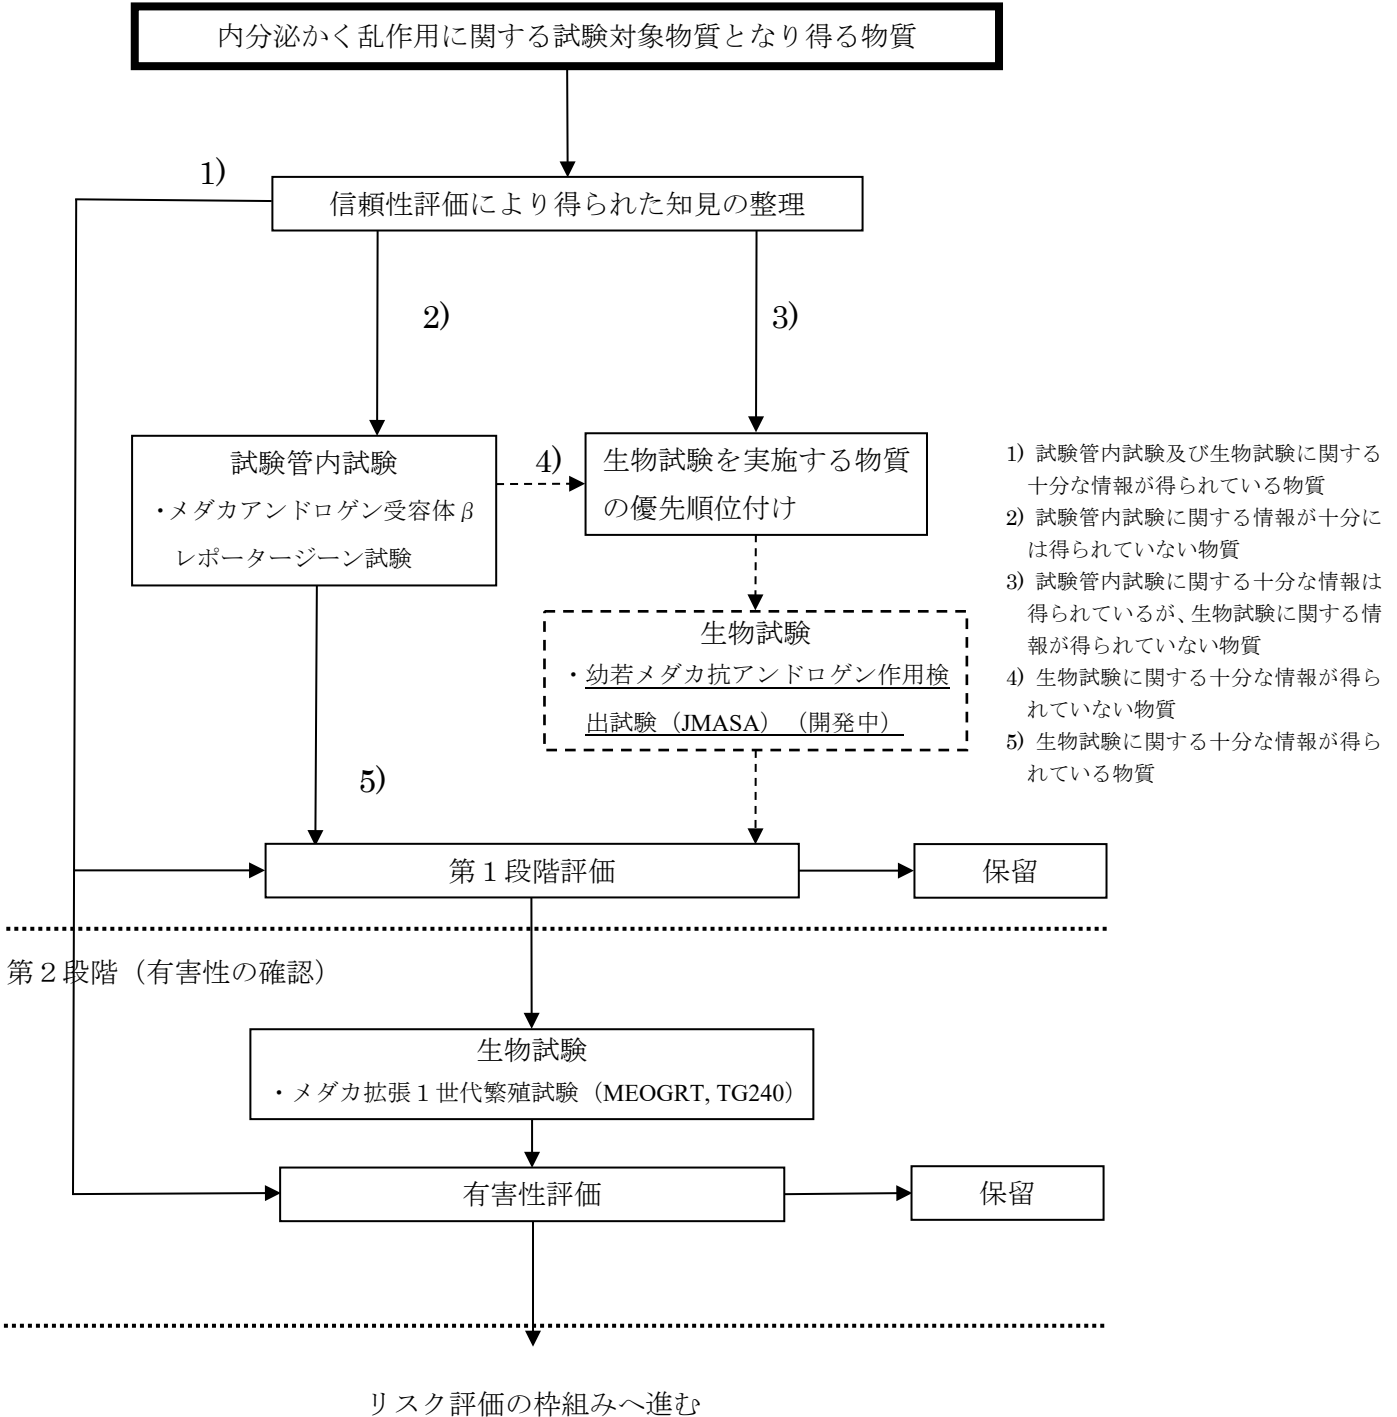 内分泌かく乱作用に関する試験対象物質となり得る物質
1)
信頼性評価により得られた知見の整理
2)
3)
試験管内試験
・メダカアンドロゲン受容体β
レポータージーン試験
4)
生物試験を実施する物質
の優先順位付け
生物試験
・幼若メダカ抗アンドロゲン作用検
出試験（JMASA）（開発中）
1) 試験管内試験及び生物試験に関する
十分な情報が得られている物質
2) 試験管内試験に関する情報が十分に
は得られていない物質
3) 試験管内試験に関する十分な情報は
得られているが、生物試験に関する情
報が得られていない物質
4) 生物試験に関する十分な情報が得ら
れていない物質
5) 生物試験に関する十分な情報が得ら
れている物質
5)
第１段階評価
保留
第２段階（有害性の確認）
生物試験
・メダカ拡張１世代繁殖試験（MEOGRT, TG240）
有害性評価
保留
リスク評価の枠組みへ進む